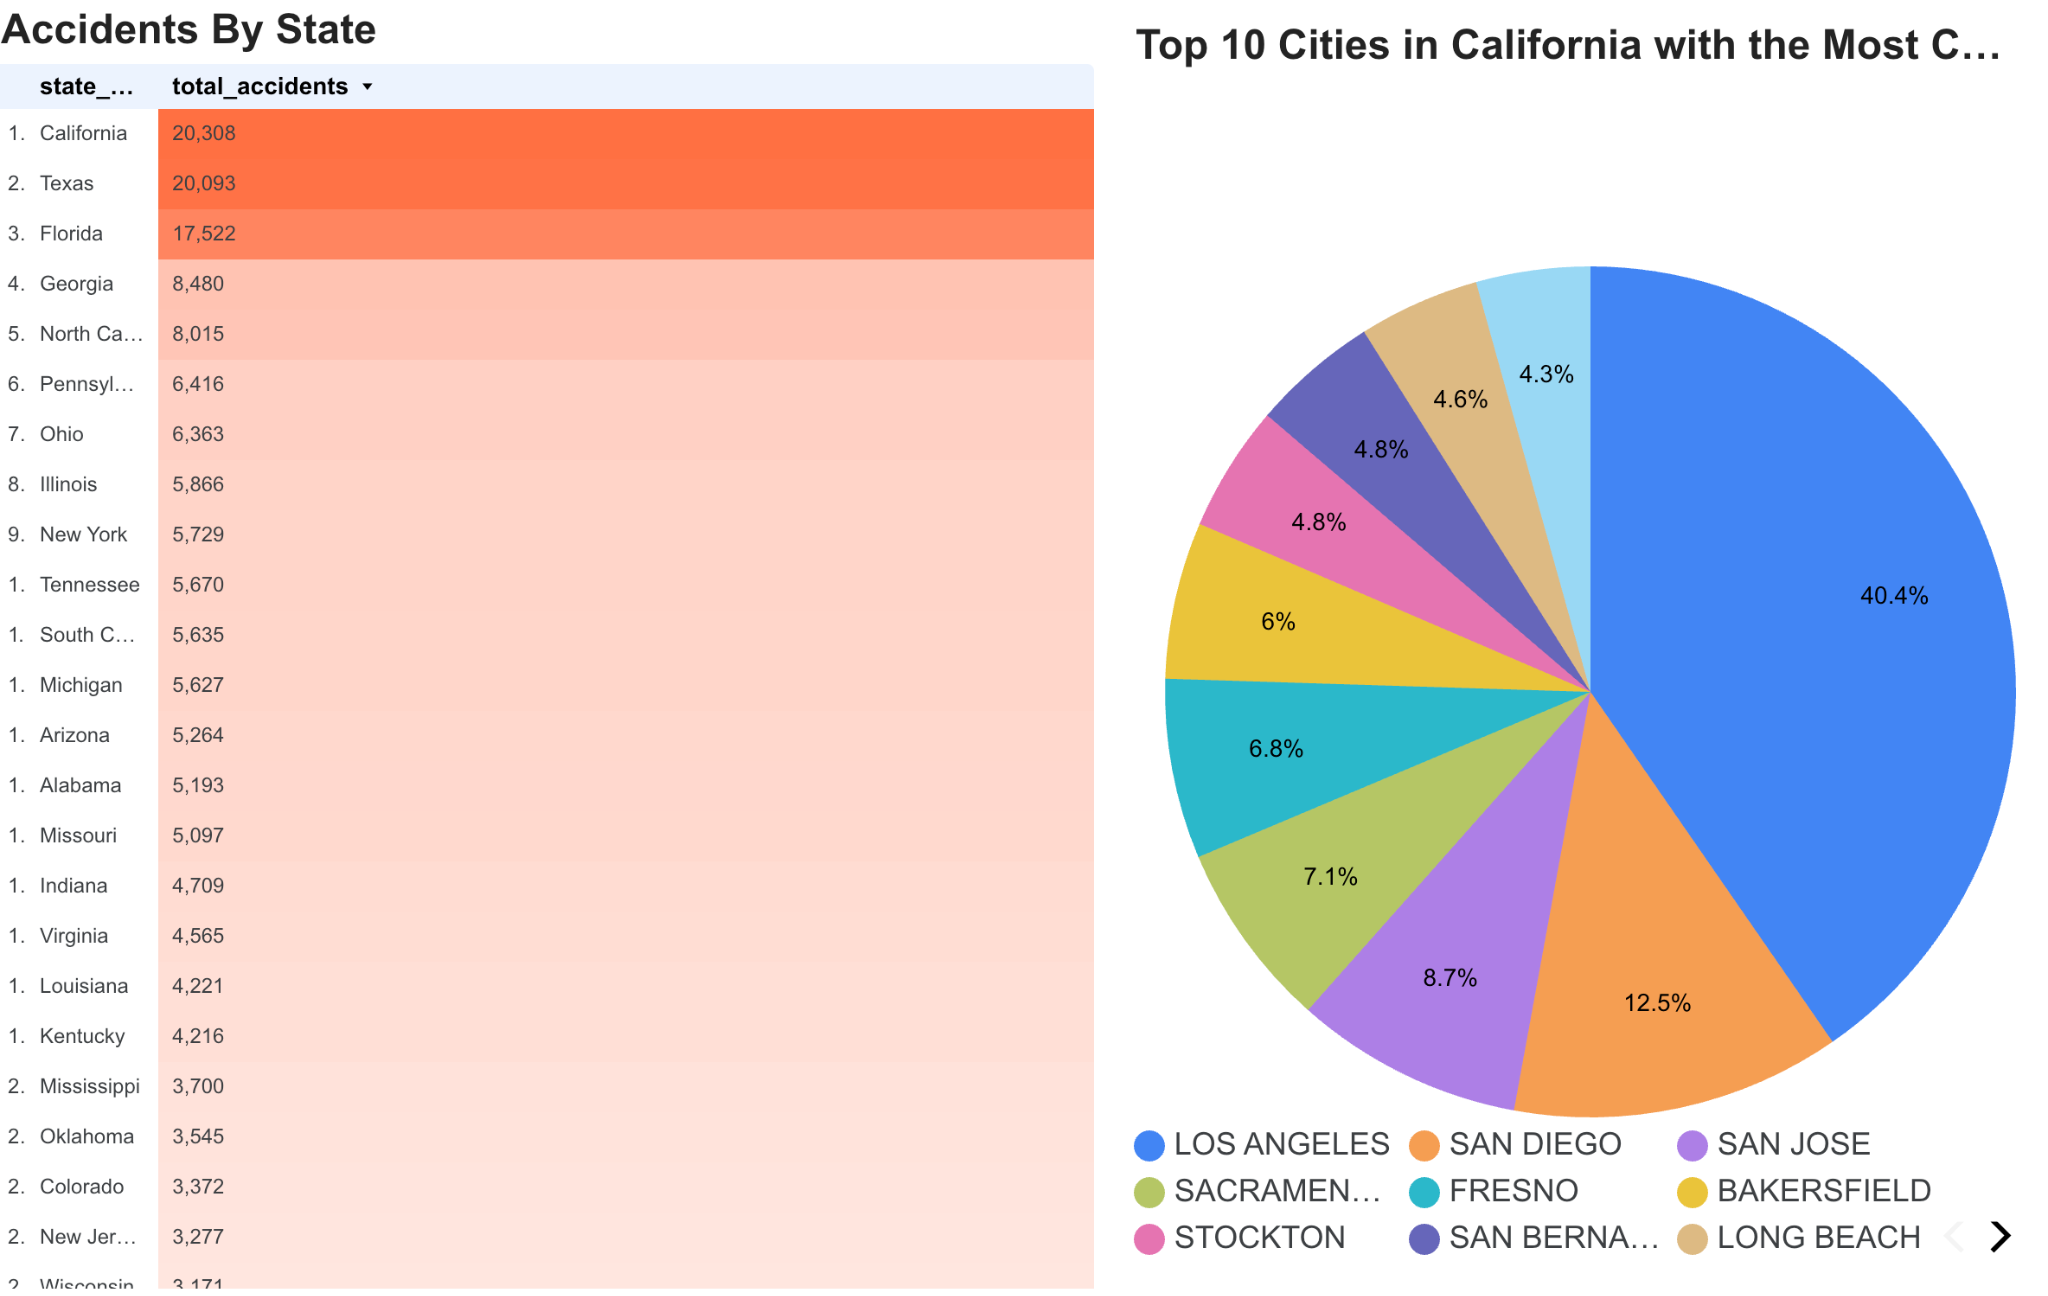 Accidents By State
state_… total_accidents
1. California 20,308
2. Texas 20,093
3. Florida 17,522
4. Georgia 8,480
5. North Ca… 8,015
6. Pennsyl… 6,416
7. Ohio 6,363
8. Illinois 5,866
9. New York 5,729
1. Tennessee 5,670
1. South C… 5,635
1. Michigan 5,627
1. Arizona 5,264
1. Alabama 5,193
1. Missouri 5,097
1. Indiana 4,709
1. Virginia 4,565
1. Louisiana 4,221
1. Kentucky 4,216
2. Mississippi 3,700
2. Oklahoma 3,545
2. Colorado 3,372
2. New Jer… 3,277
2. Wisconsin 3,171
Top 10 Cities in California with the Most C…
4.3%
4.6%
4.8%
4.8%
40.4%
6%
6.8%
7.1%
8.7%
12.5%
LOS ANGELES SAN DIEGO SAN JOSE
SACRAMEN… FRESNO BAKERSFIELD
STOCKTON SAN BERNA… LONG BEACH